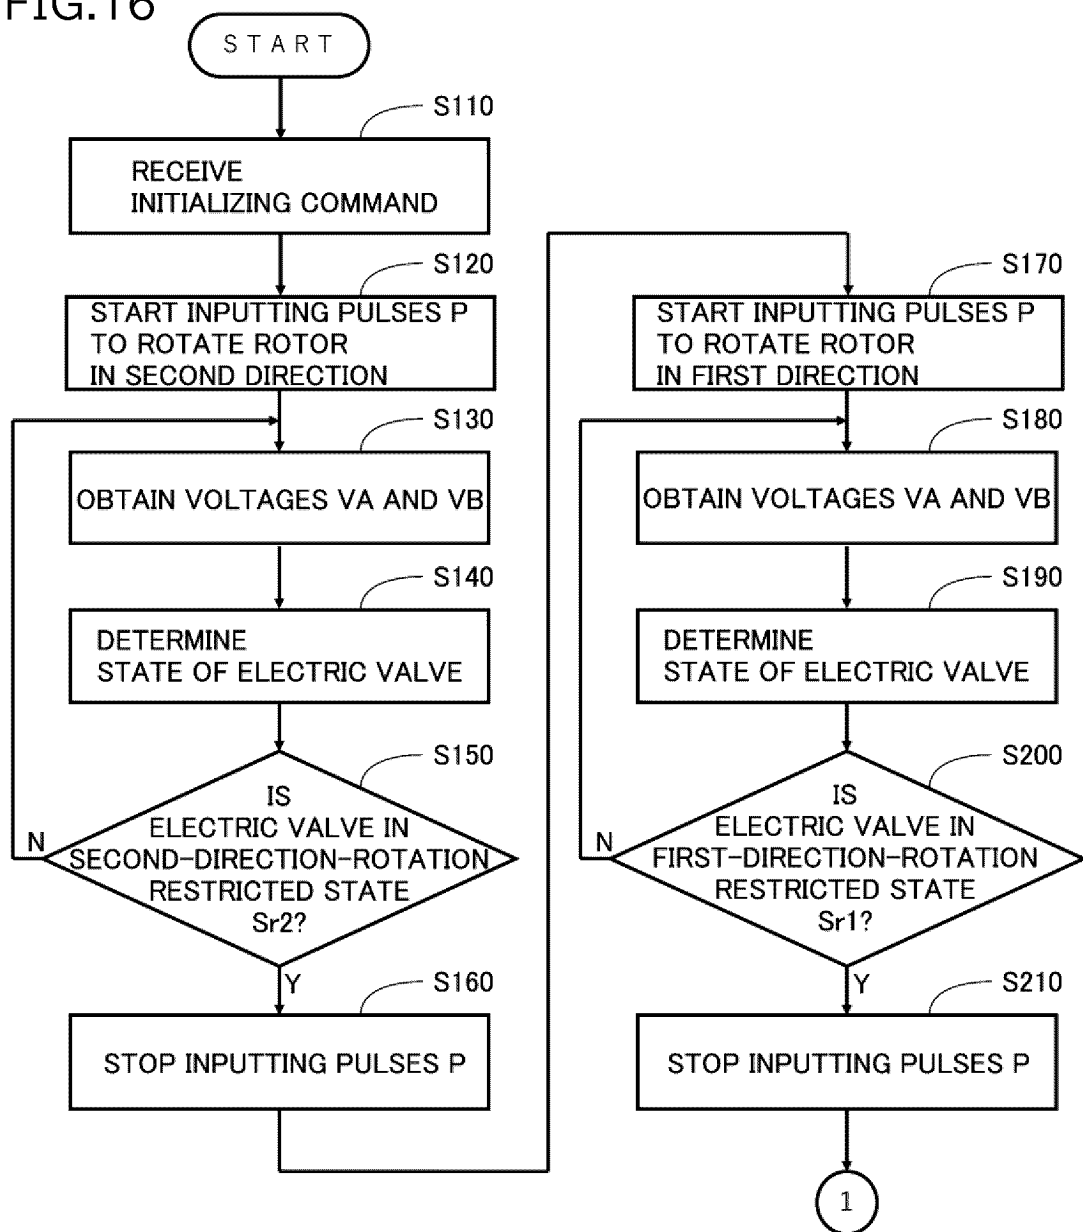 FIG.16
START
S110
RECEIVE
INITIALIZING COMMAND
S120
START INPUTTING PULSES P
TO ROTATE ROTOR
IN SECOND DIRECTION
S130
OBTAIN VOLTAGES VA AND VB
S140
DETERMINE
STATE OF ELECTRIC VALVE
S150
IS
ELECTRIC VALVE IN
SECOND-DIRECTION-ROTATION
RESTRICTED STATE
Sr2?
N
Y
S160
STOP INPUTTING PULSES P
S170
START INPUTTING PULSES P
TO ROTATE ROTOR
IN FIRST DIRECTION
S180
OBTAIN VOLTAGES VA AND VB
S190
DETERMINE
STATE OF ELECTRIC VALVE
S200
IS
ELECTRIC VALVE IN
FIRST-DIRECTION-ROTATION
RESTRICTED STATE
Sr1?
N
Y
S210
STOP INPUTTING PULSES P
1